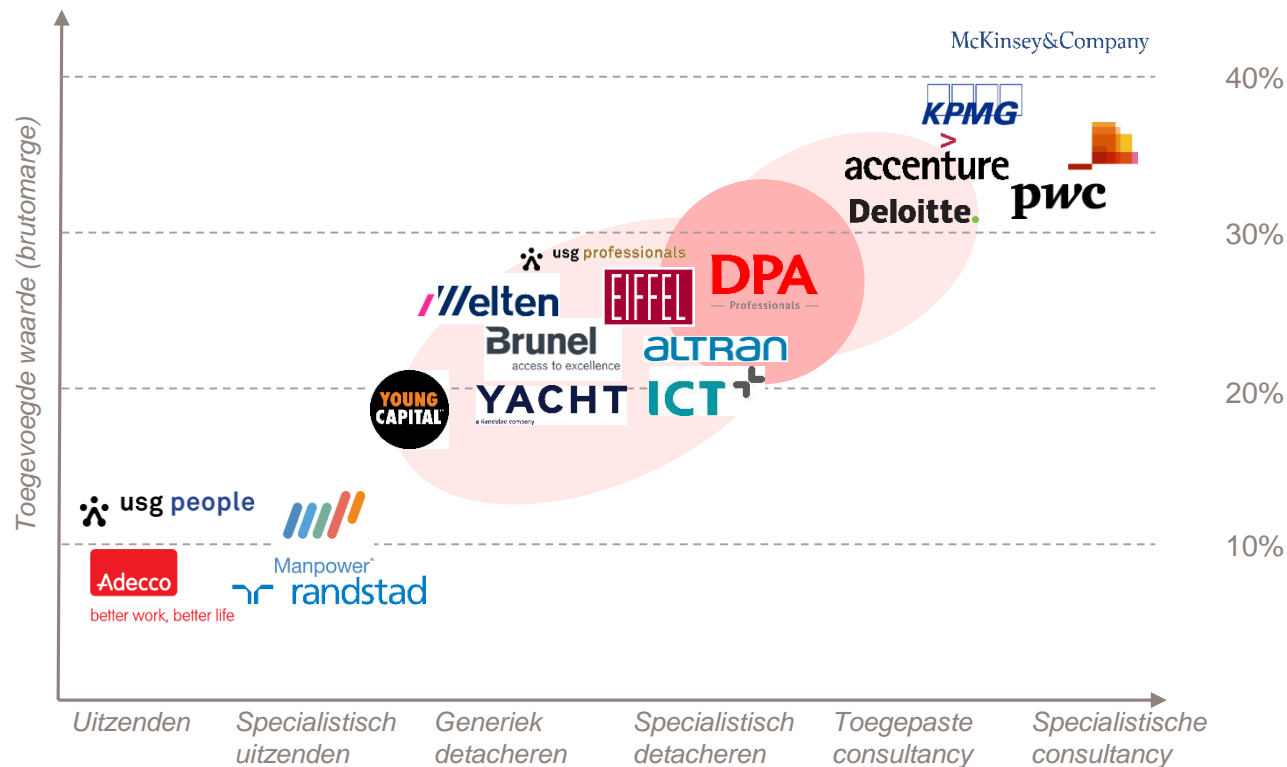 McKinsey&Company
40%
KPMG
>
accenture
pwc
Deloitte.
30%
usg professionals
DPA
Professionals
EIFFEL
Welten
Brunel
access to excellence
ALTRAN
20%
YOUNG
CAPITAL
YACHT
a Randstad company
ICT
usg people
10%
Adecco
better work, better life
Manpower
randstad
Toegevoegde waarde (brutomarge)
Uitzenden
Specialistisch
uitzenden
Generiek
detacheren
Specialistisch
detacheren
Toegepaste
consultancy
Specialistische
consultancy